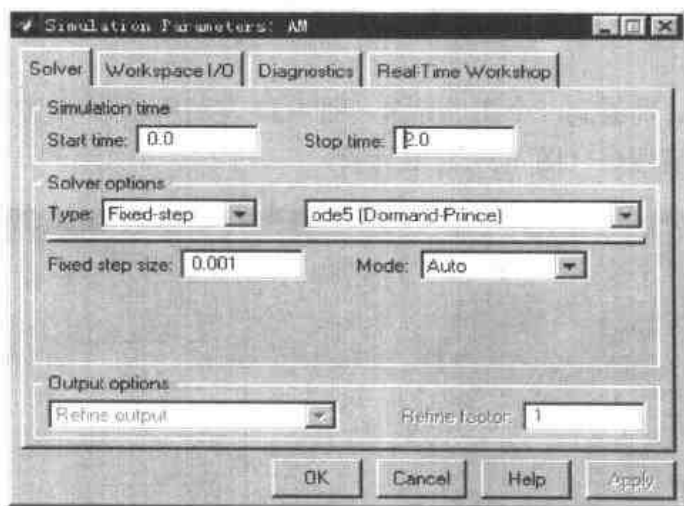 Simulation Parameters: AM
Solver Workspace I/O Diagnostics Real-Time Workshop
Simulation time
Start time: 0.0 Stop time: 2.0
Solver options
Type: Fixed-step ode5 (Dormand-Prince)
Fixed step size: 0.001 Mode: Auto
Output options
Refine output Refine factor: 1
OK Cancel Help Apply